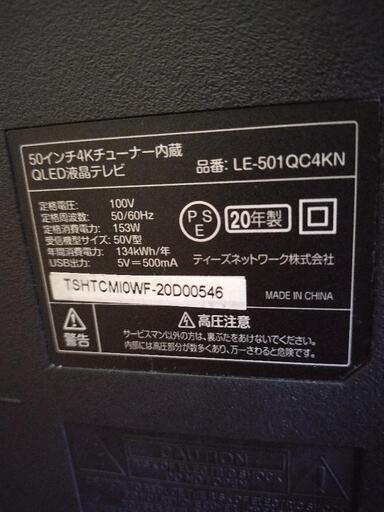 50インチ4Kチューナー内蔵
QLED液晶テレビ
品番: LE-501QC4KN
定格電圧: 100V
定格周波数: 50/60Hz
定格消費電力: 153W
受信機型サイズ: 50V型
年間消費電力: 134kWh/年
USB出力: 5V=500mA
PSE
20年製
ティーズネットワーク株式会社
TSHTCMI0WF-20D00546
MADE IN CHINA
警告
高圧注意
サービスマン以外の方は、裏ぶたをあけないでください。
内部には高圧部分が数多くあり、万一さわると危険です。
CAUTION
RISK OF ELECTRIC SHOCK
DO NOT OPEN